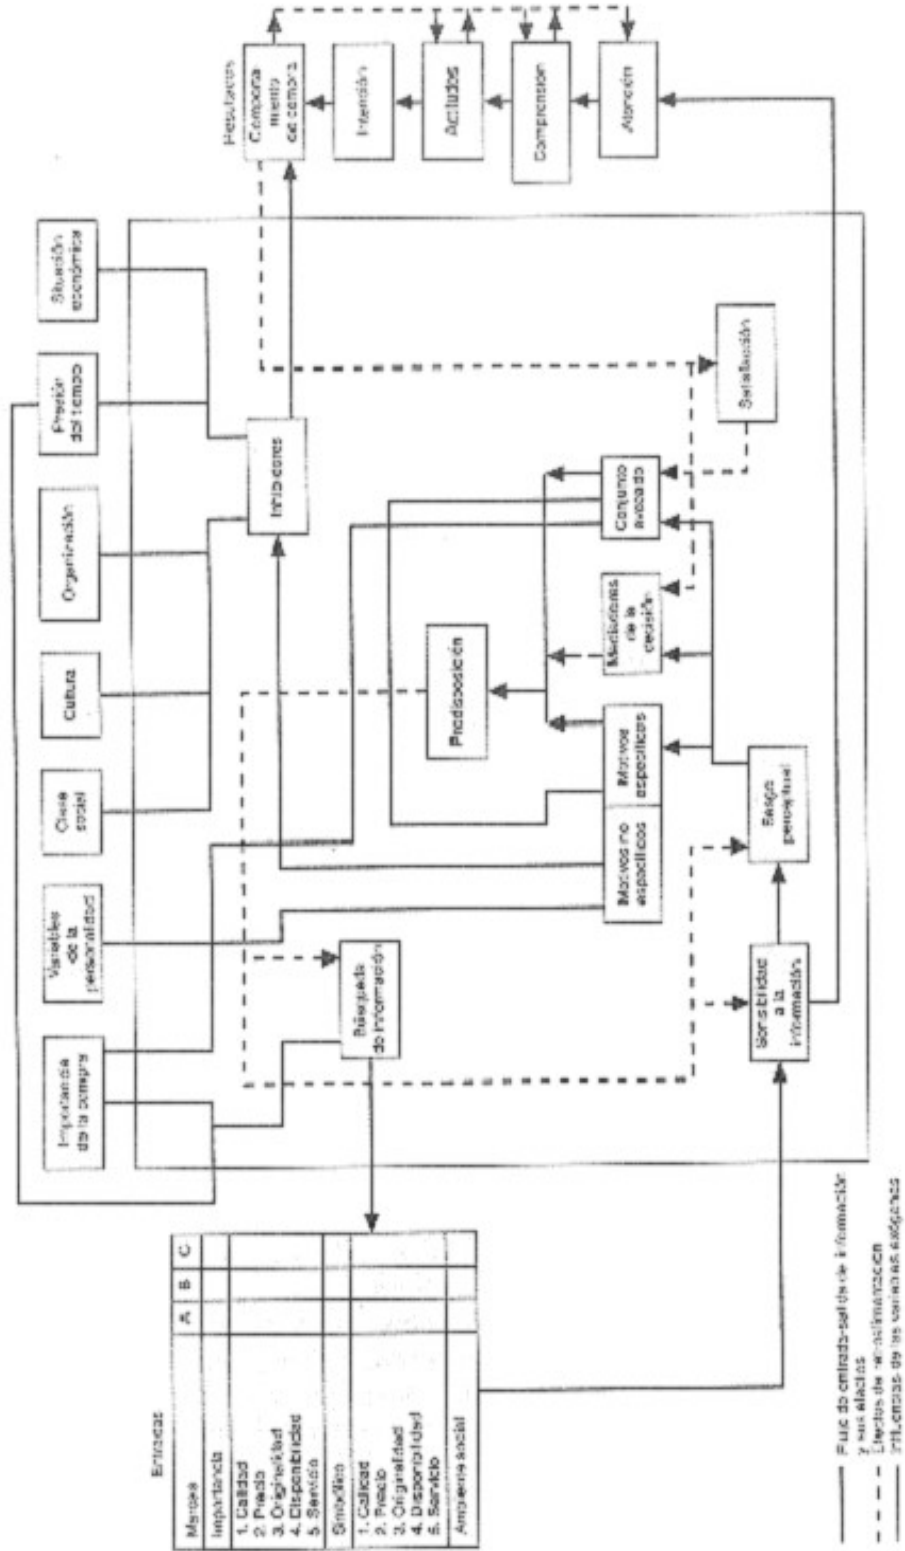 Entradas
Marcas
A
B
C
Importancia
1. Calidad
2. Precio
3. Originalidad
4. Disponibilidad
5. Servicio
Simbólico
1. Calidad
2. Precio
3. Originalidad
4. Disponibilidad
5. Servicio
Ambiente social
Importancia
de la compra
Variables
de la
personalidad
Clase
social
Cultura
Organización
Presión
del tiempo
Situación
económica
Búsqueda
de información
Inhibidores
Predisposición
Motivos no
específicos
Motivos
específicos
Mediadores
de la
decisión
Conjunto
evocado
Satisfacción
Sensibilidad
a la
información
Sesgo
perceptual
Resultados
Comporta-
miento
de compra
Intención
Actitudes
Comprensión
Atención
Flujo de entrada-salida de información
y sus efectos
Efectos de retroalimentación
Influencias de las variables exógenas